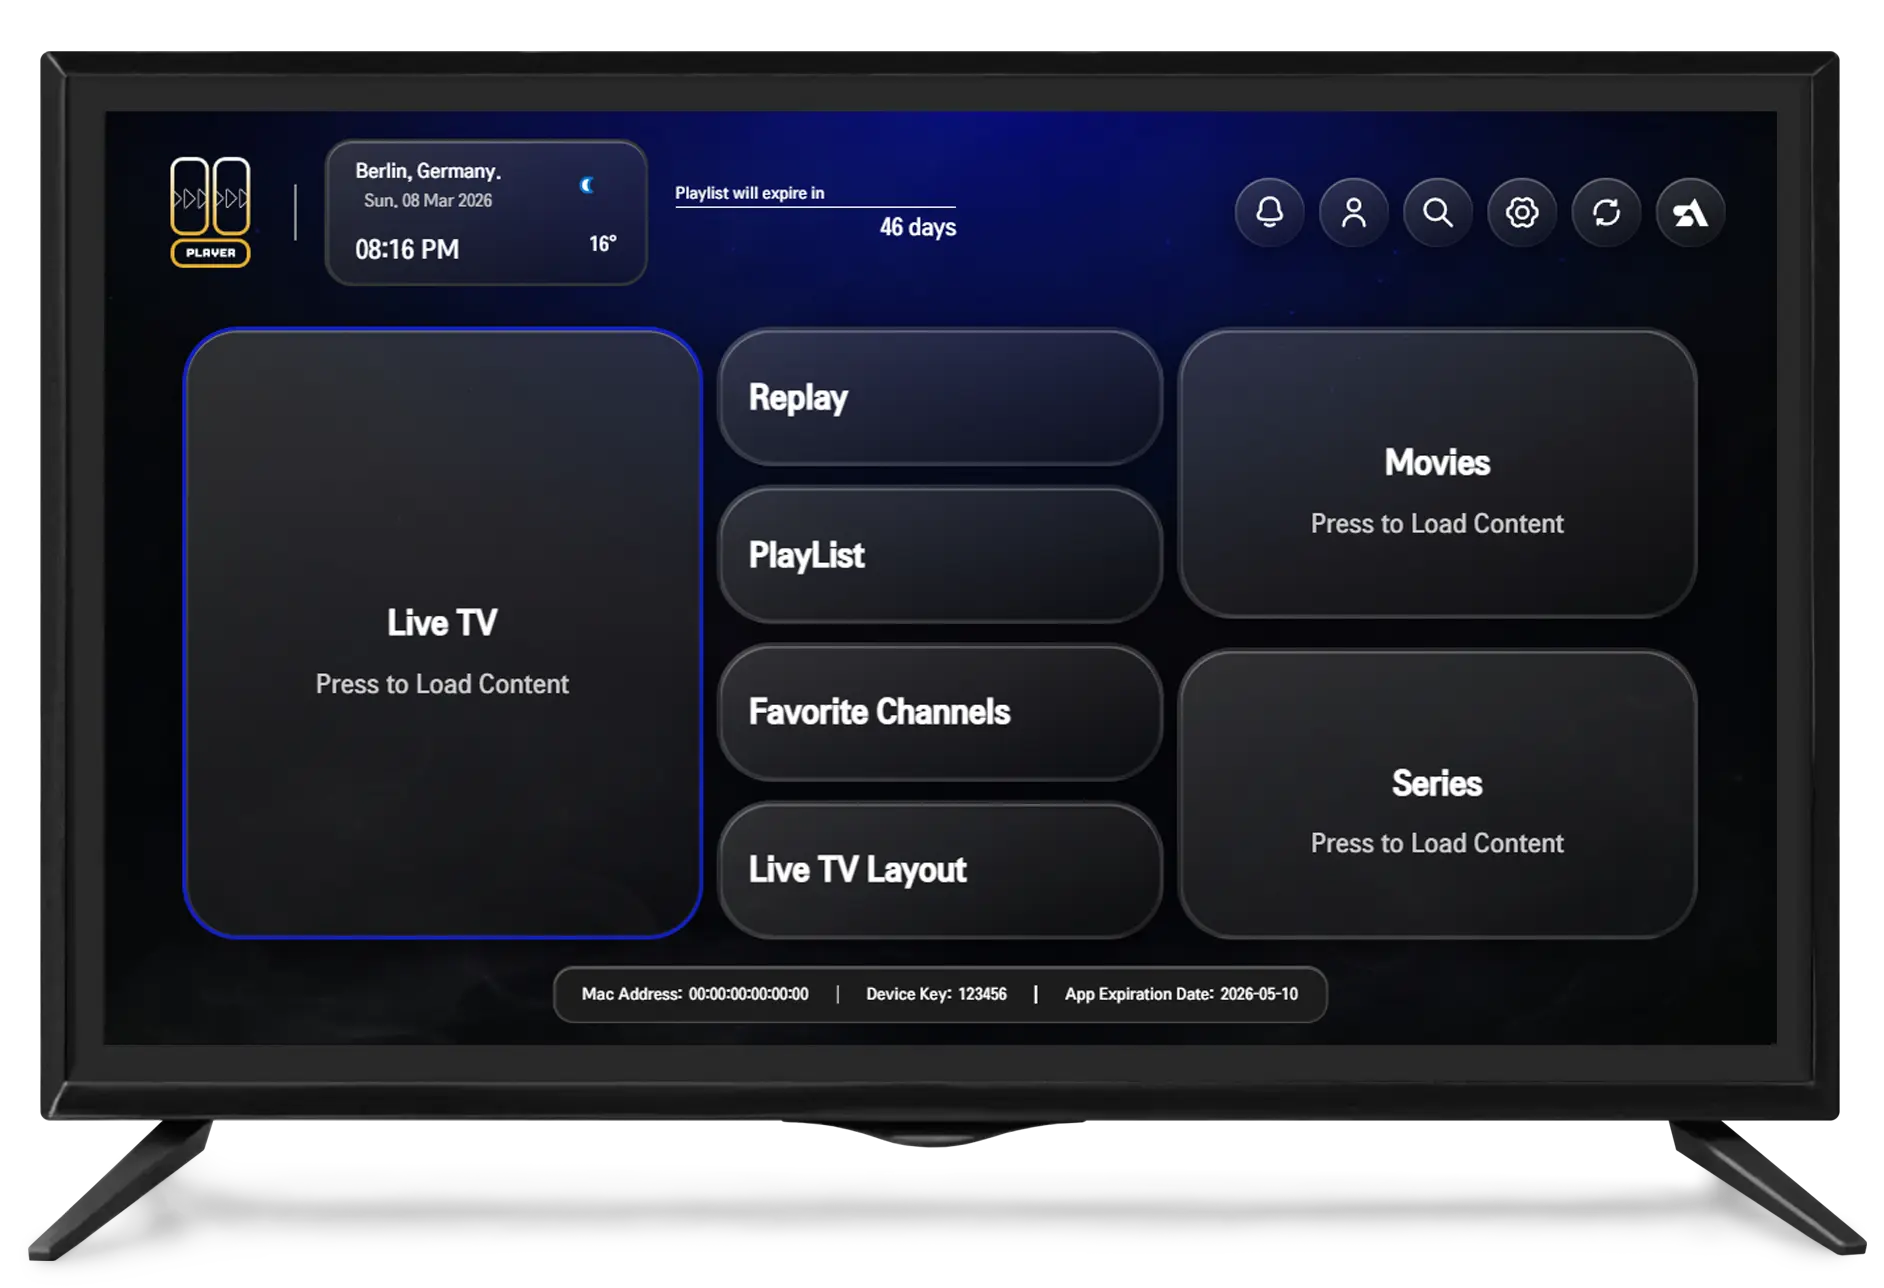 PLAYER
Berlin, Germany.
Sun, 08 Mar 2026
08:16 PM
16°
Playlist will expire in
46 days
Live TV
Press to Load Content
Replay
PlayList
Favorite Channels
Live TV Layout
Movies
Press to Load Content
Series
Press to Load Content
Mac Address: 00:00:00:00:00:00 | Device Key: 123456 | App Expiration Date: 2026-05-10